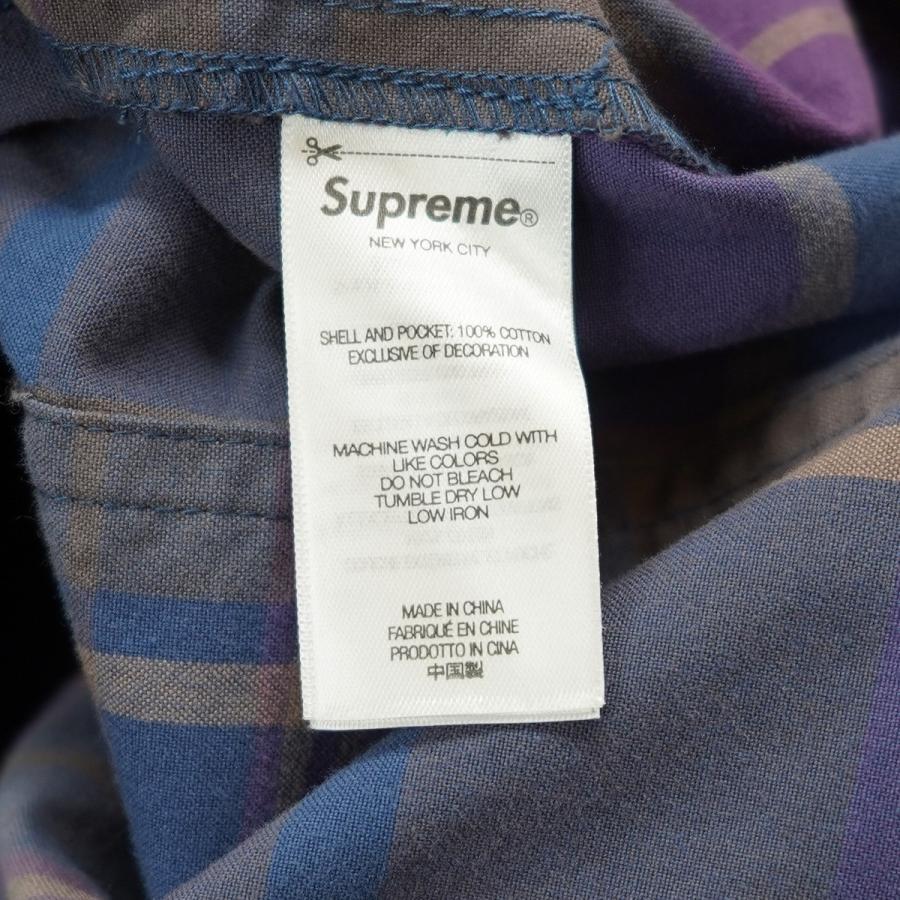 Supreme®
NEW YORK CITY
SHELL AND POCKET: 100% COTTON
EXCLUSIVE OF DECORATION
MACHINE WASH COLD WITH
LIKE COLORS
DO NOT BLEACH
TUMBLE DRY LOW
LOW IRON
MADE IN CHINA
FABRIQUÉ EN CHINE
PRODOTTO IN CINA
中国製